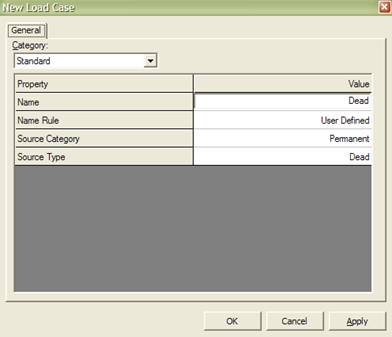 New Load Case
General
Category:
Standard
Property Value
Name Dead
Name Rule User Defined
Source Category Permanent
Source Type Dead
OK Cancel Apply